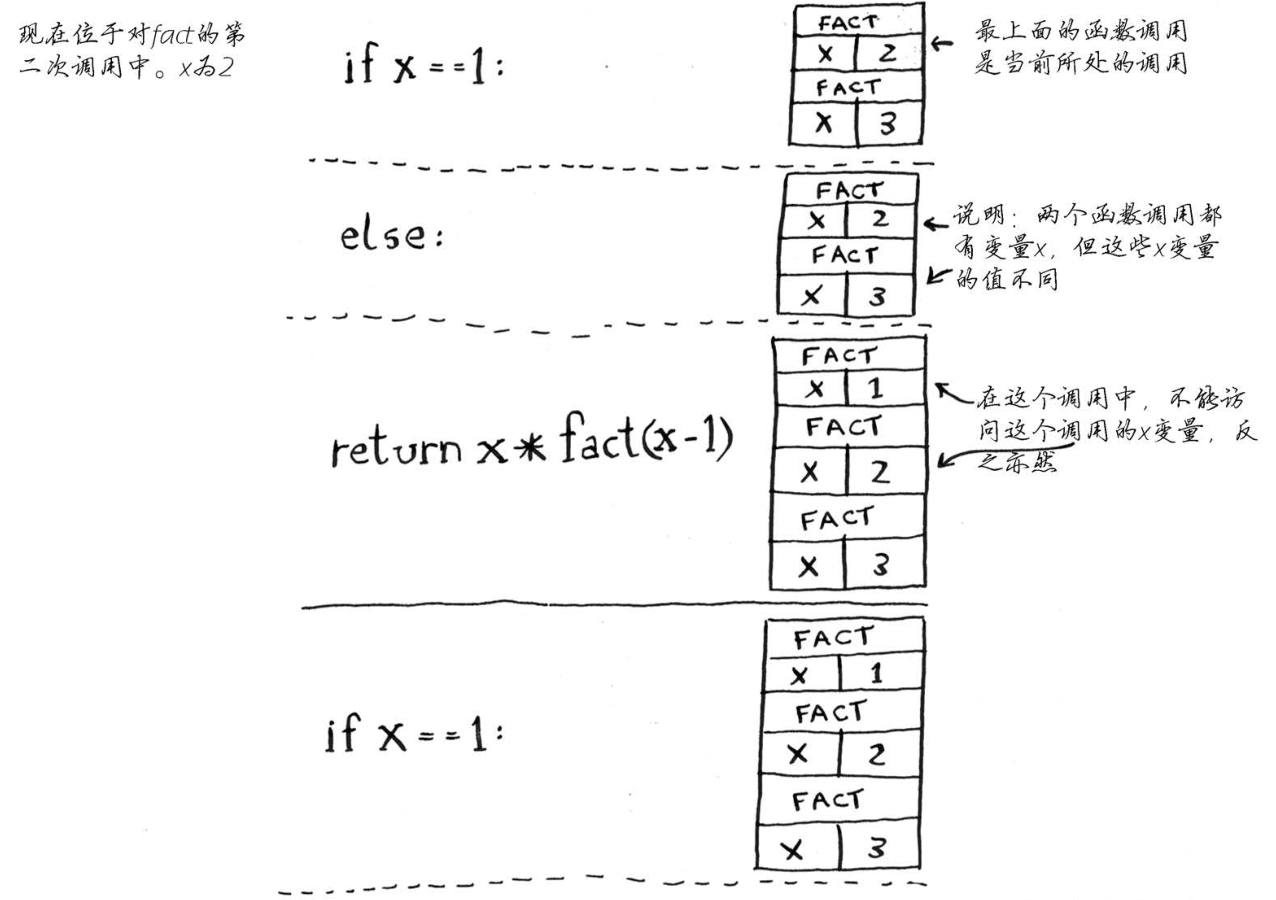 现在位于对fact的第
二次调用中。x为2
if x==1:
FACT
X 2
FACT
X 3
最上面的函数调用
是当前所处的调用
else:
FACT
X 2
FACT
X 3
说明：两个函数调用都
有变量x，但这些x变量
的值不同
return x* fact(x-1)
FACT
X 1
FACT
X 2
FACT
X 3
在这个调用中，不能访
问这个调用的x变量，反
之亦然
if x==1:
FACT
X 1
FACT
X 2
FACT
X 3